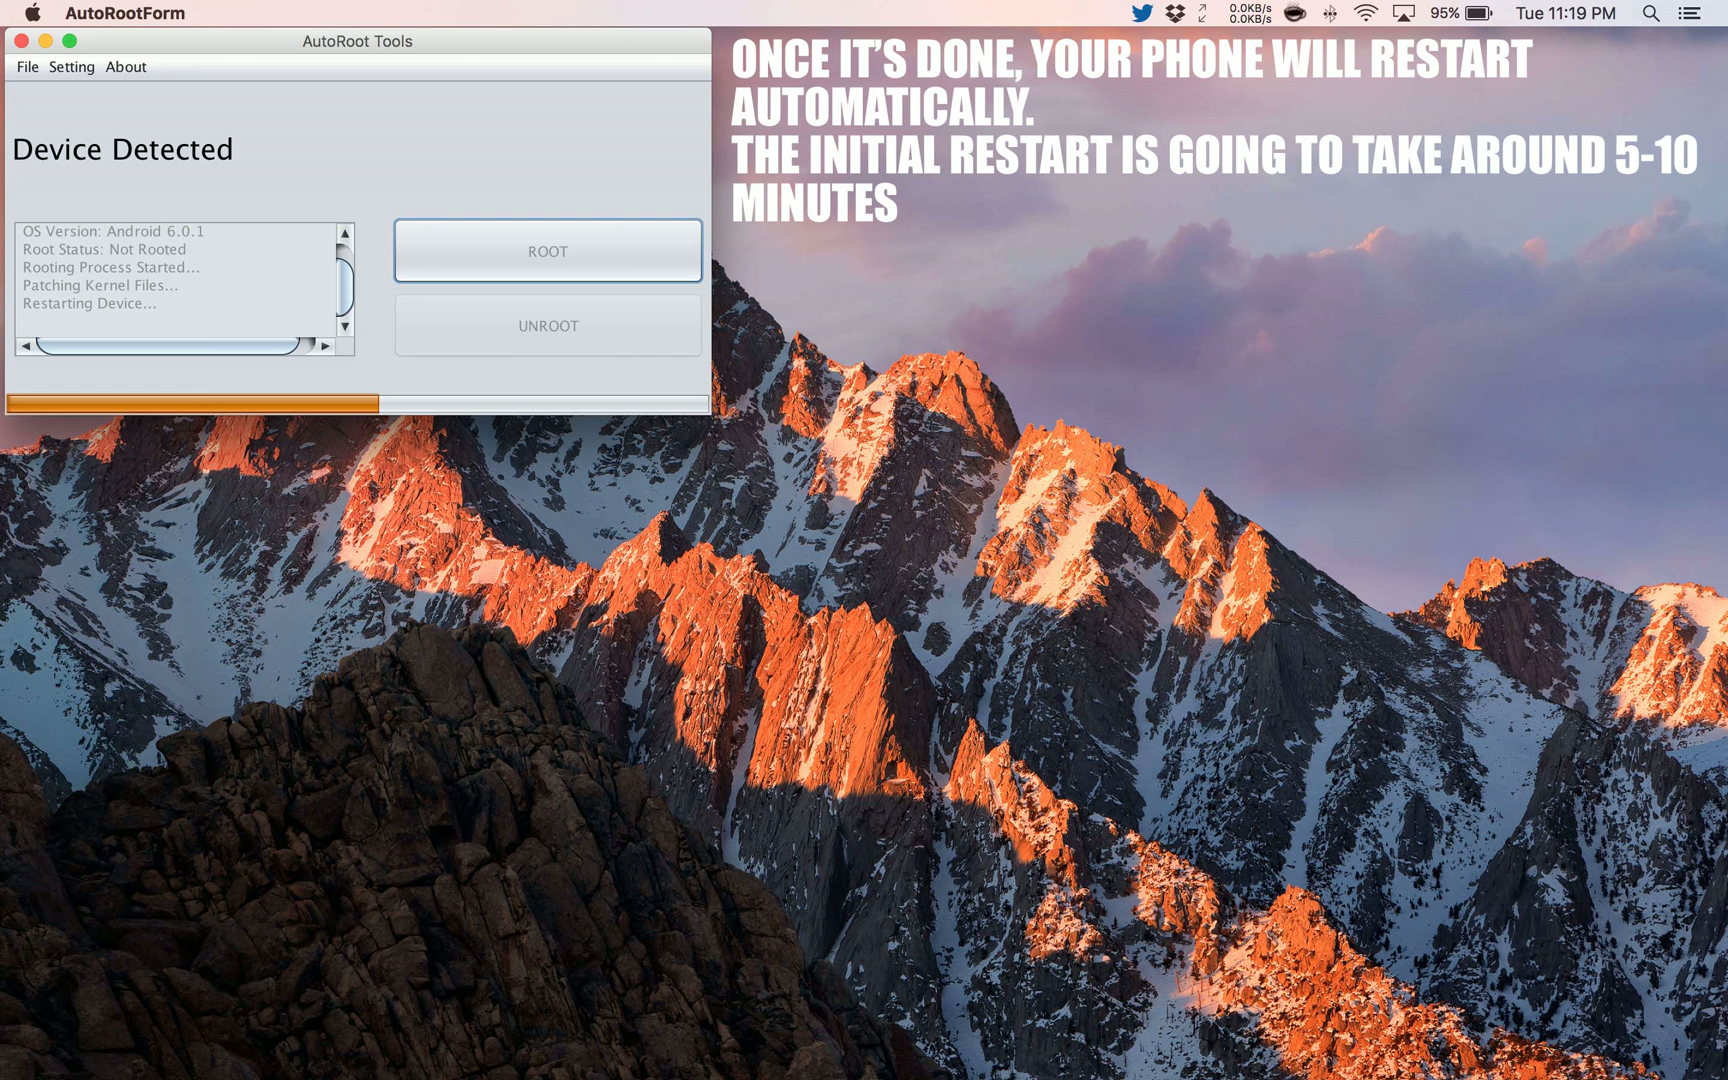 AutoRootForm
0.0KB/s
0.0KB/s
95%
Tue 11:19 PM
AutoRoot Tools
File Setting About
ONCE IT'S DONE, YOUR PHONE WILL RESTART
AUTOMATICALLY.
THE INITIAL RESTART IS GOING TO TAKE AROUND 5-10
MINUTES
Device Detected
OS Version: Android 6.0.1
Root Status: Not Rooted
Rooting Process Started...
Patching Kernel Files...
Restarting Device...
ROOT
UNROOT